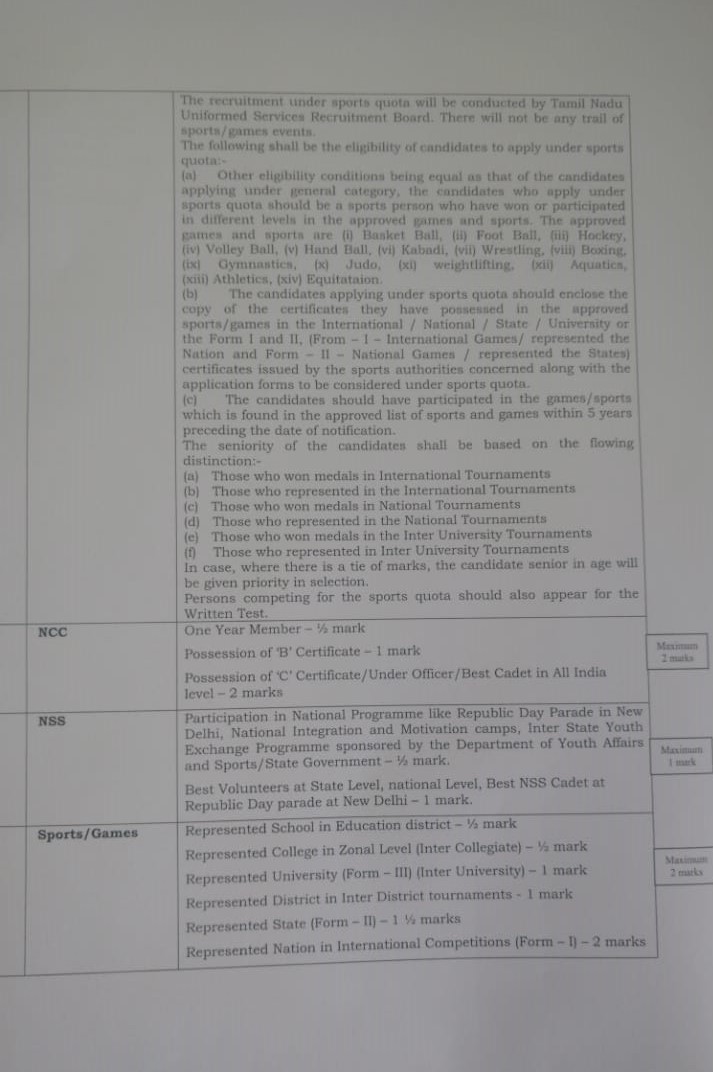 The recruitment under sports quota will be conducted by Tamil Nadu
Uniformed Services Recruitment Board. There will not be any trail of
sports/games events.
The following shall be the eligibility of candidates to apply under sports
quota:-
(a) Other eligibility conditions being equal as that of the candidates
applying under general category, the candidates who apply under
sports quota should be a sports person who have won or participated
in different levels in the approved games and sports. The approved
games and sports are (i) Basket Ball, (ii) Foot Ball, (iii) Hockey,
(iv) Volley Ball, (v) Hand Ball, (vi) Kabadi, (vii) Wrestling, (viii) Boxing,
(ix) Gymnastics, (x) Judo, (xi) weightlifting, (xii) Aquatics,
(xiii) Athletics, (xiv) Equitataion.
(b) The candidates applying under sports quota should enclose the
copy of the certificates they have possessed in the approved
sports/games in the International / National / State / University or
the Form I and II, (From – I – International Games/ represented the
Nation and Form – II – National Games / represented the States)
certificates issued by the sports authorities concerned along with the
application forms to be considered under sports quota.
(c) The candidates should have participated in the games/sports
which is found in the approved list of sports and games within 5 years
preceding the date of notification.
The seniority of the candidates shall be based on the flowing
distinction:-
(a) Those who won medals in International Tournaments
(b) Those who represented in the International Tournaments
(c) Those who won medals in National Tournaments
(d) Those who represented in the National Tournaments
(e) Those who won medals in the Inter University Tournaments
(f) Those who represented in Inter University Tournaments
In case, where there is a tie of marks, the candidate senior in age will
be given priority in selection.
Persons competing for the sports quota should also appear for the
Written Test.
NCC
One Year Member – ½ mark
Possession of 'B' Certificate – 1 mark
Possession of 'C' Certificate/Under Officer/Best Cadet in All India
level – 2 marks
Maximum
2 marks
NSS
Participation in National Programme like Republic Day Parade in New
Delhi, National Integration and Motivation camps, Inter State Youth
Exchange Programme sponsored by the Department of Youth Affairs
and Sports/State Government – ½ mark.
Best Volunteers at State Level, national Level, Best NSS Cadet at
Republic Day parade at New Delhi – 1 mark.
Maximum
1 mark
Sports/Games
Represented School in Education district – ½ mark
Represented College in Zonal Level (Inter Collegiate) – ½ mark
Represented University (Form – III) (Inter University) – 1 mark
Represented District in Inter District tournaments - 1 mark
Represented State (Form – II) – 1 ½ marks
Represented Nation in International Competitions (Form – I) – 2 marks
Maximum
2 marks